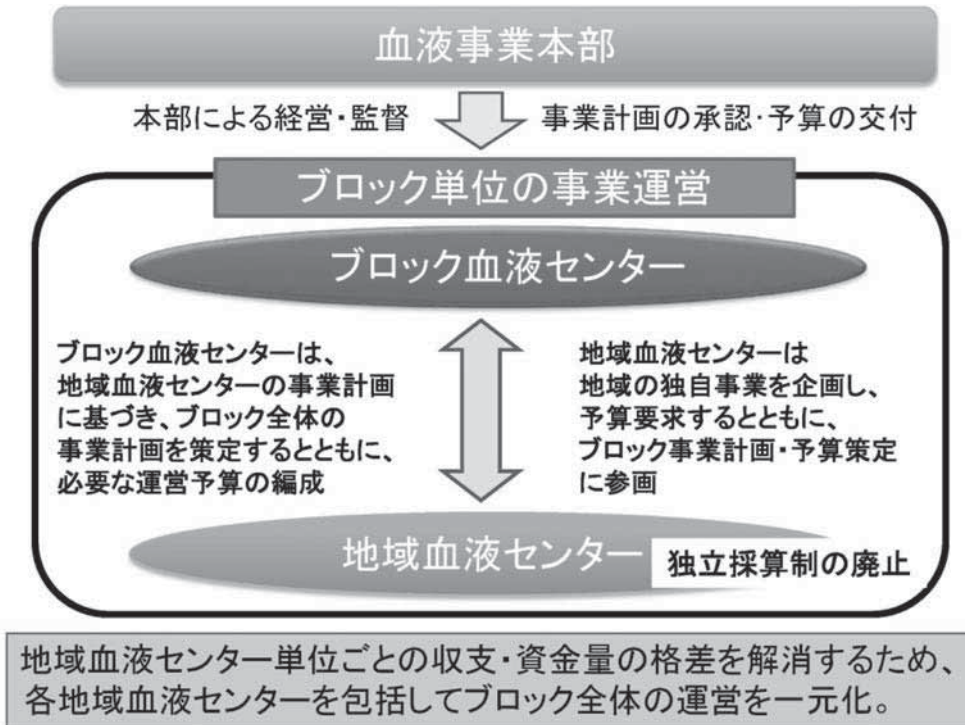 血液事業本部
本部による経営・監督
事業計画の承認・予算の交付
ブロック単位の事業運営
ブロック血液センター
ブロック血液センターは、
地域血液センターの事業計画
に基づき、ブロック全体の
事業計画を策定するとともに、
必要な運営予算の編成
地域血液センターは
地域の独自事業を企画し、
予算要求するとともに、
ブロック事業計画・予算策定
に参画
地域血液センター
独立採算制の廃止
地域血液センター単位ごとの収支・資金量の格差を解消するため、
各地域血液センターを包括してブロック全体の運営を一元化。